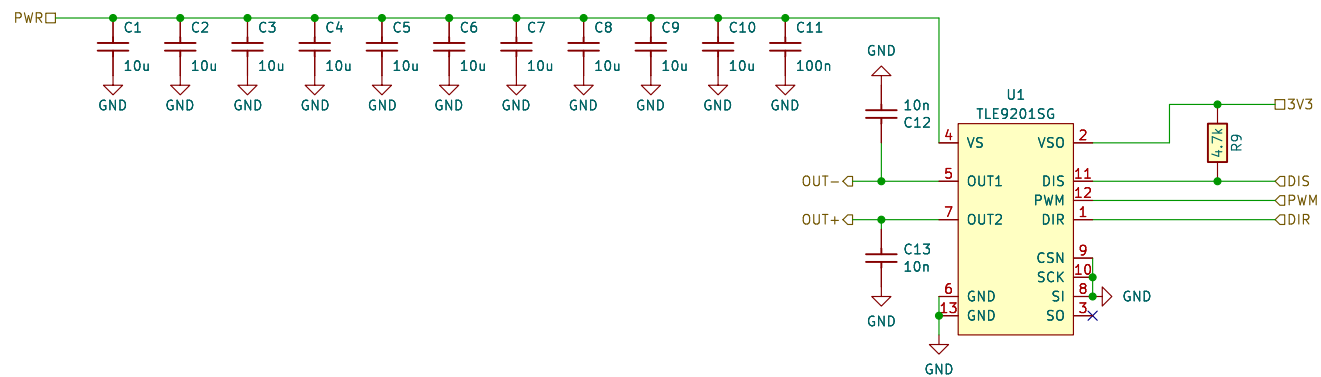 PWR
C1 C2 C3 C4 C5 C6 C7 C8 C9 C10 C11
10u 10u 10u 10u 10u 10u 10u 10u 10u 10u 100n
GND GND GND GND GND GND GND GND GND GND GND
GND
10n
C12
U1
TLE9201SG
3V3
4.7k
R9
4 VS VSO 2
OUT- 5 OUT1 DIS 11 DIS
PWM 12 PWM
OUT+ 7 OUT2 DIR 1 DIR
C13
10n
CSN 9
SCK 10
6 GND SI 8 GND
13 GND SO 3
GND
GND